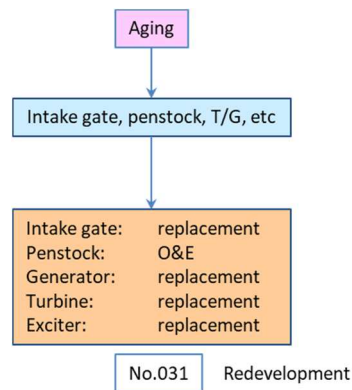 Aging
Intake gate, penstock, T/G, etc
Intake gate: replacement
Penstock: O&E
Generator: replacement
Turbine: replacement
Exciter: replacement
No.031 Redevelopment